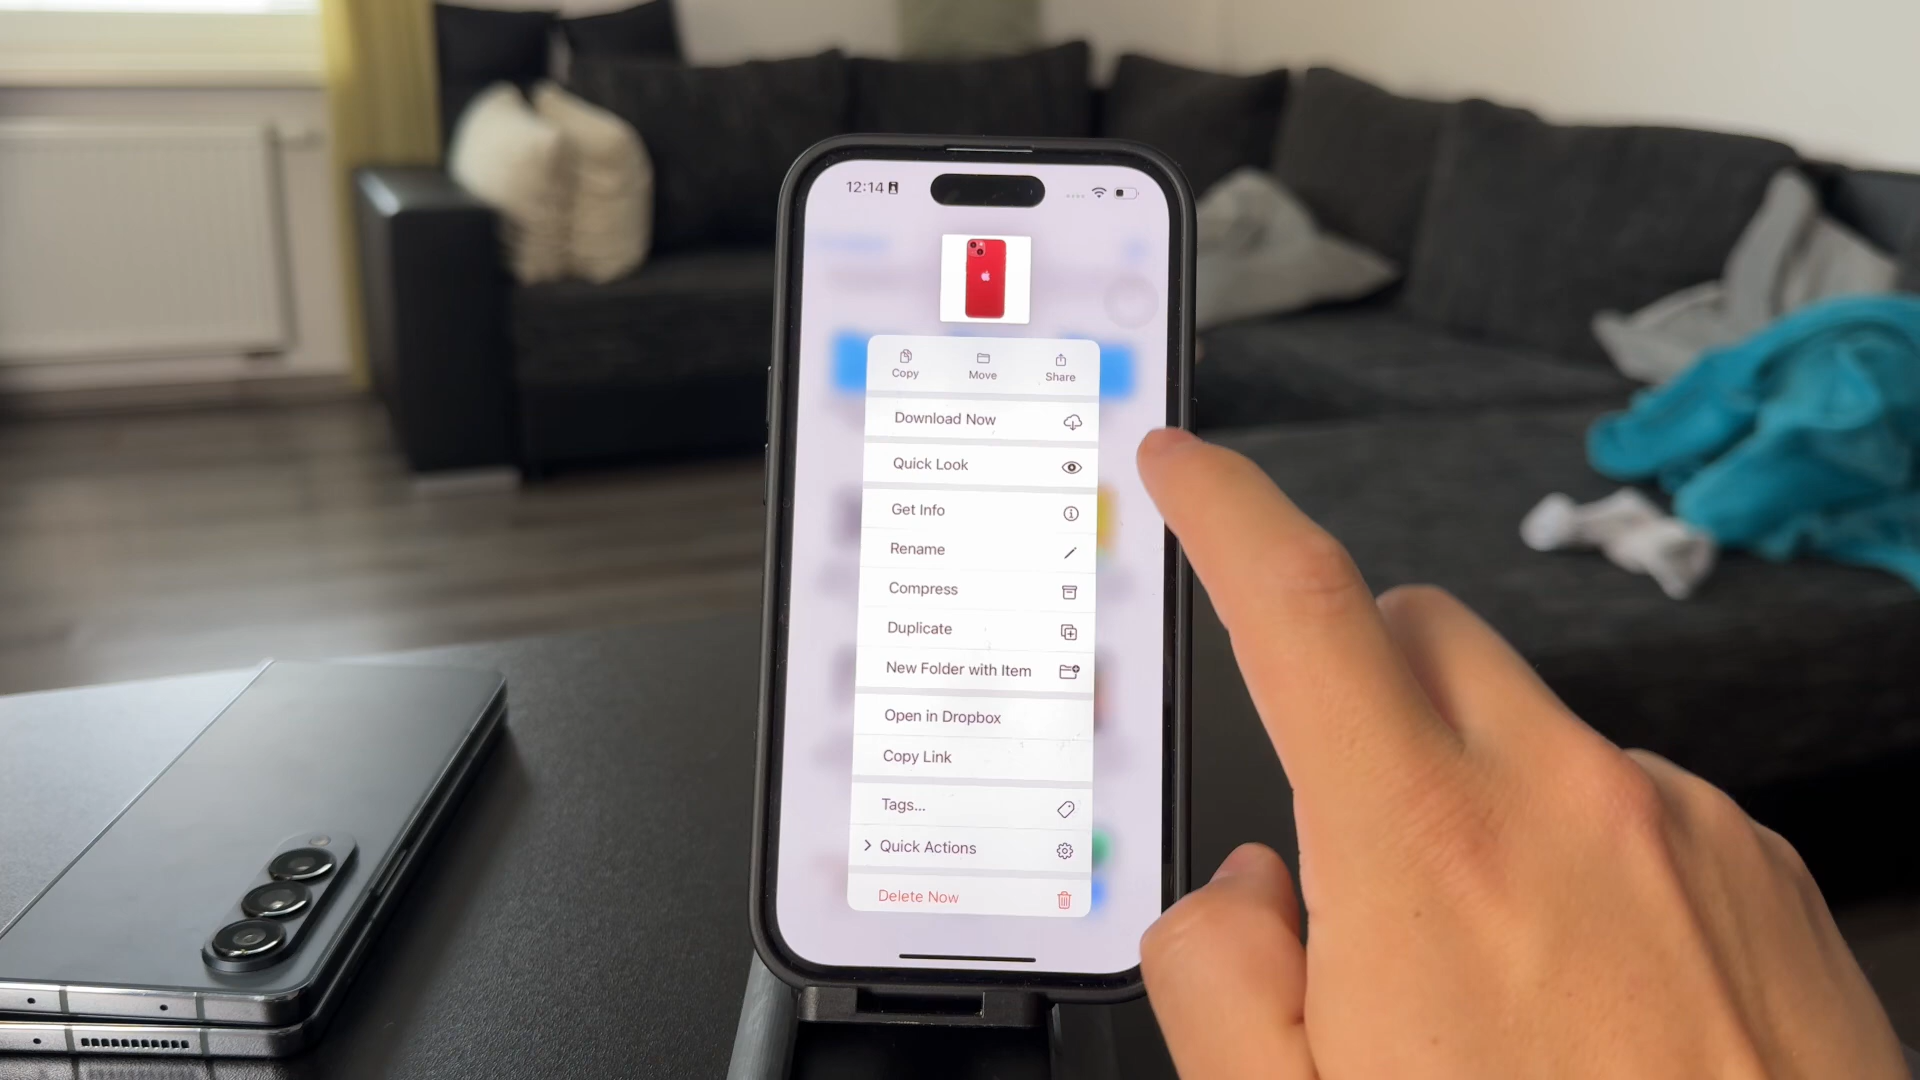 12:14
Copy
Move
Share
Download Now
Quick Look
Get Info
Rename
Compress
Duplicate
New Folder with Item
Open in Dropbox
Copy Link
Tags...
Quick Actions
Delete Now